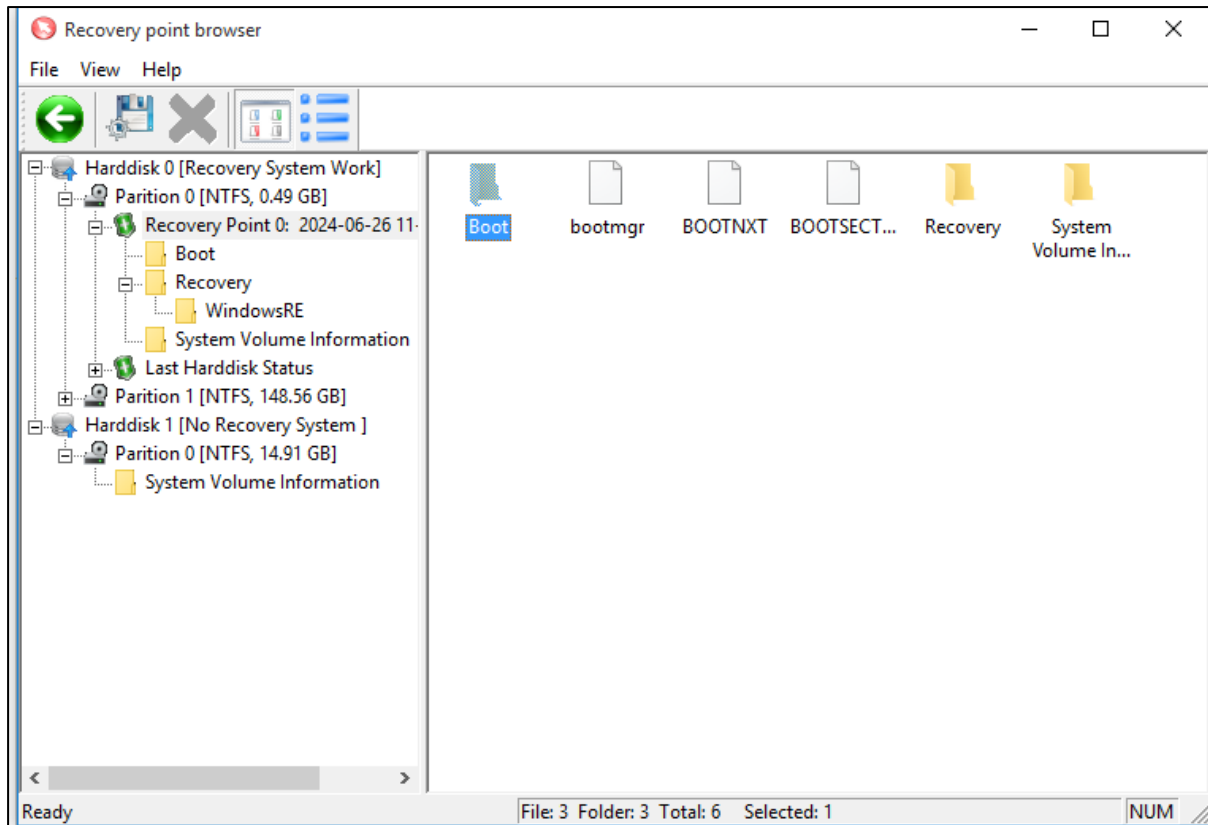 Recovery point browser
File View Help
Harddisk 0 [Recovery System Work]
Parition 0 [NTFS, 0.49 GB]
Recovery Point 0: 2024-06-26 11-
Boot
Recovery
WindowsRE
System Volume Information
Last Harddisk Status
Parition 1 [NTFS, 148.56 GB]
Harddisk 1 [No Recovery System ]
Parition 0 [NTFS, 14.91 GB]
System Volume Information
Boot bootmgr BOOTNXT BOOTSECT... Recovery System
Volume In...
Ready File: 3 Folder: 3 Total: 6 Selected: 1 NUM